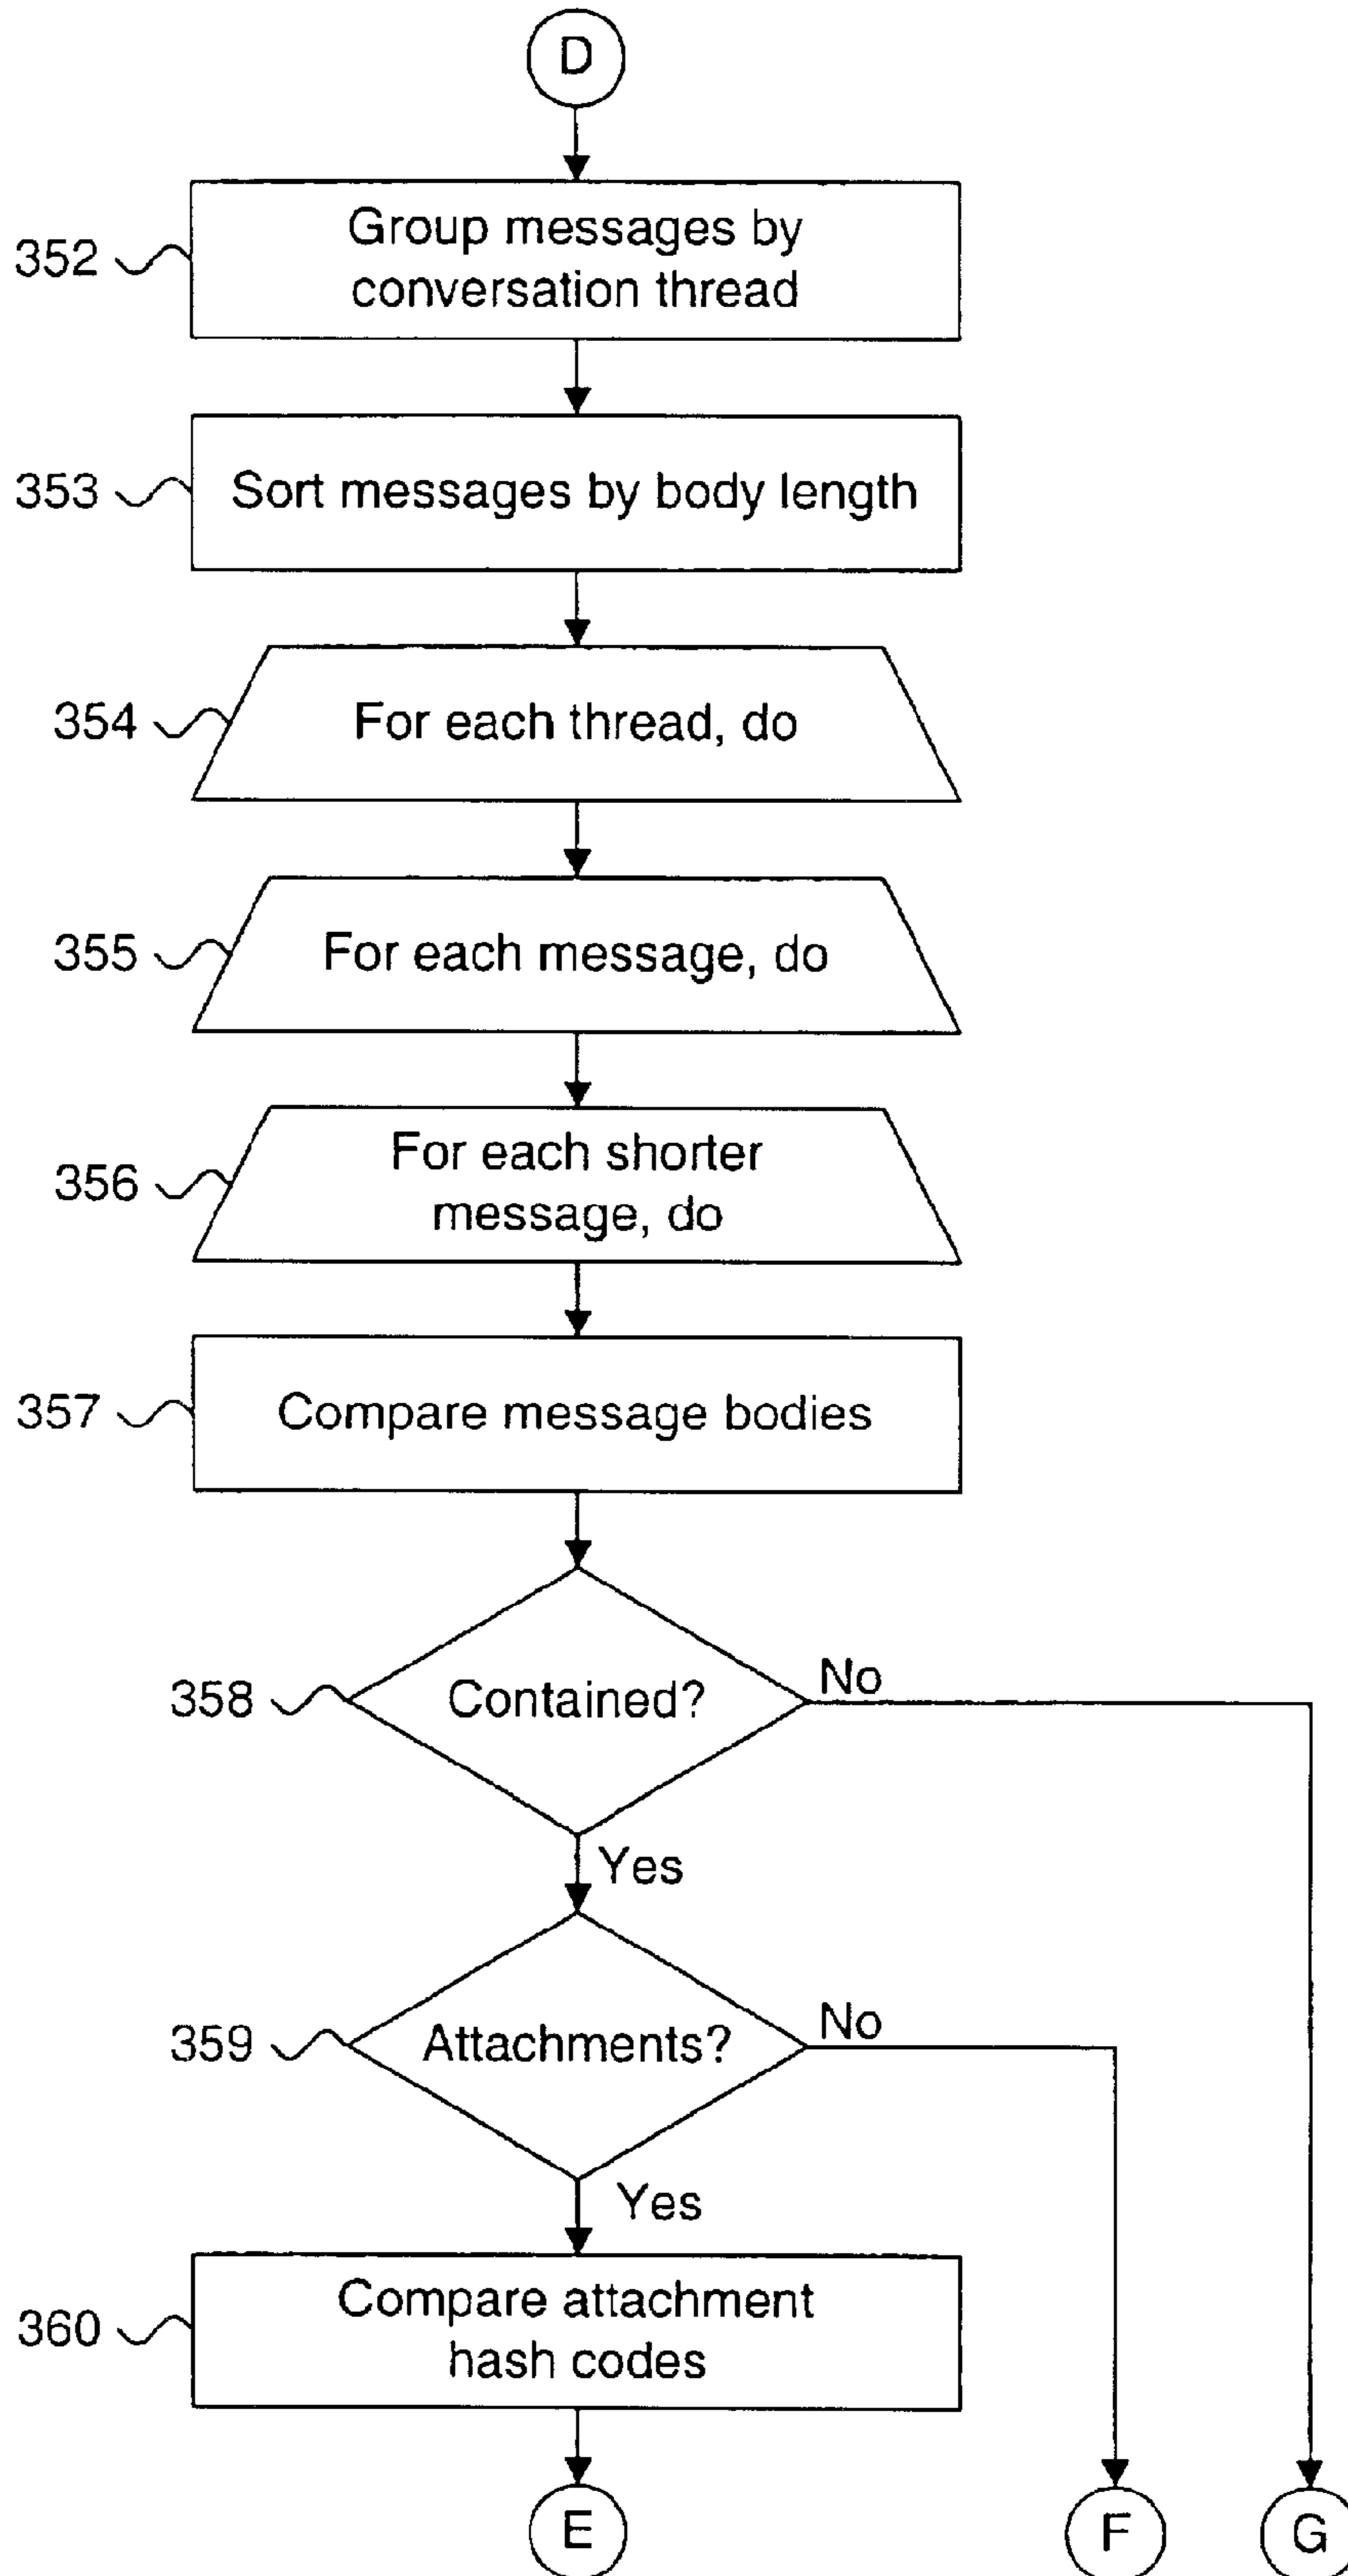 D
352
Group messages by
conversation thread
353
Sort messages by body length
354
For each thread, do
355
For each message, do
356
For each shorter
message, do
357
Compare message bodies
358
Contained?
No
Yes
359
Attachments?
No
Yes
360
Compare attachment
hash codes
E
F
G